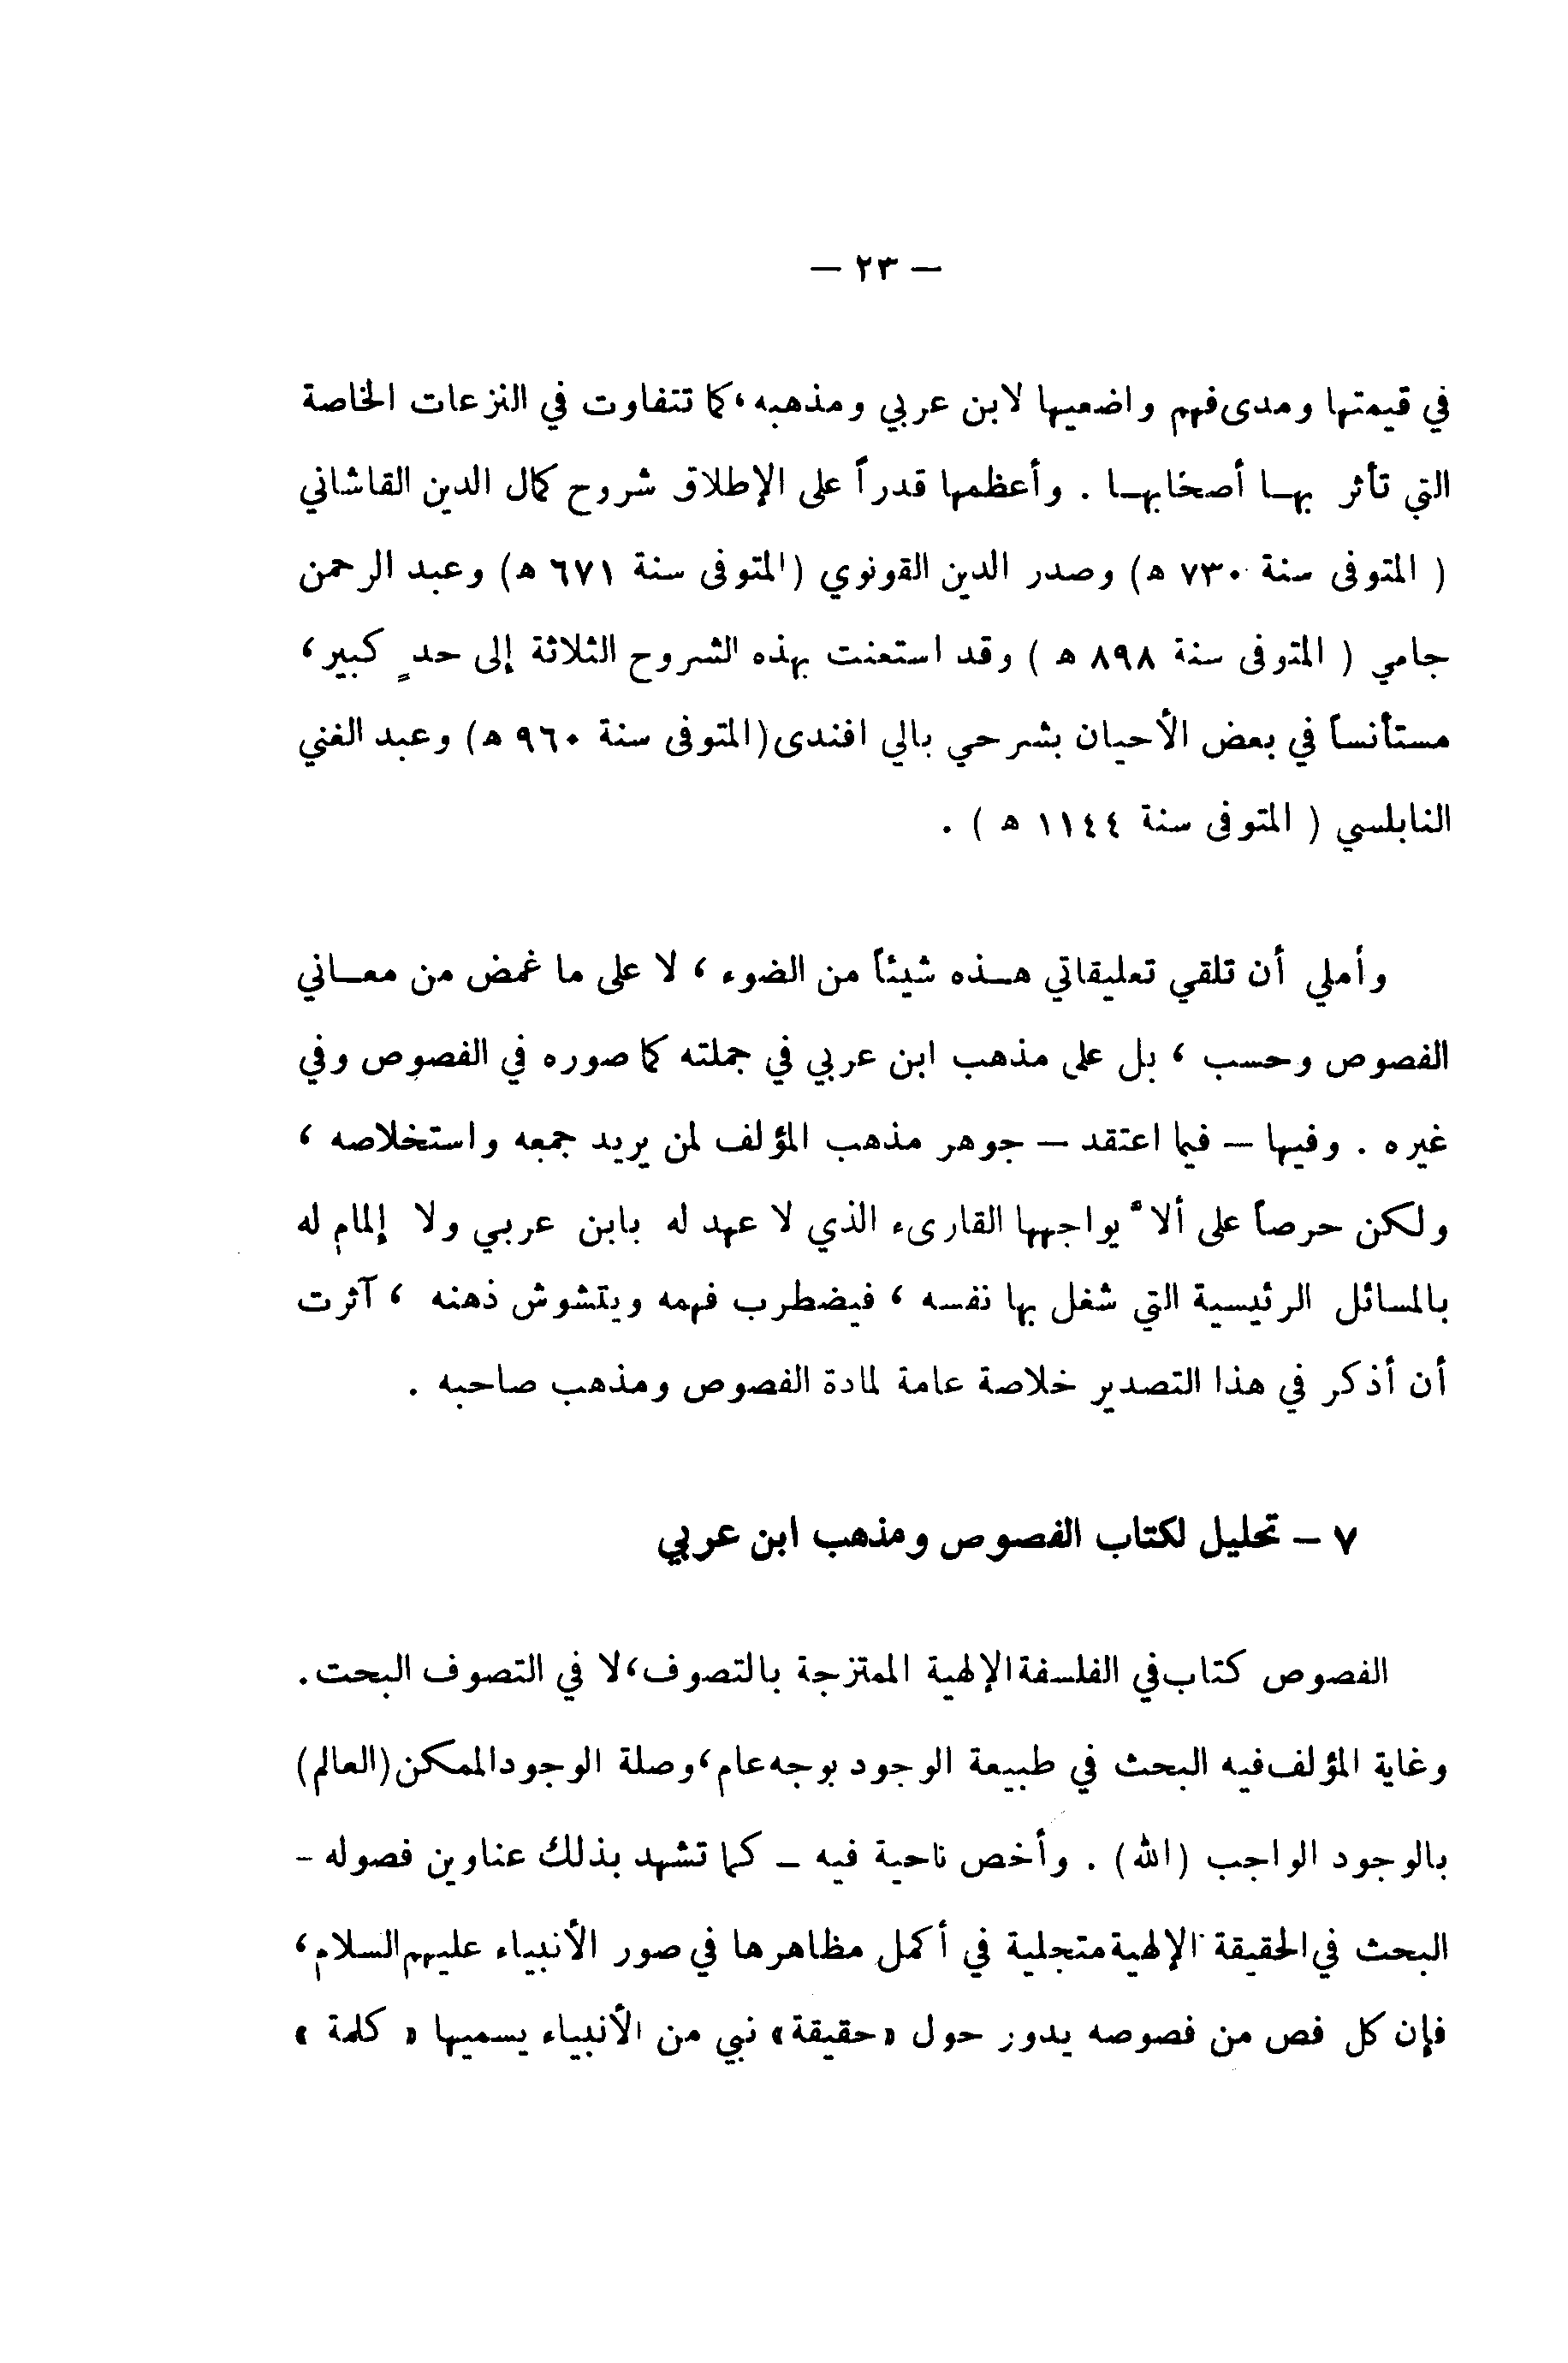 — ٢٣ —
في قيمتها ومدى فهم واضعيها لابن عربي ومذهبه، كما تتفاوت في النزعات الخاصة
التي تأثر بها أصحابها . وأعظمها قدراً على الإطلاق شروح كمال الدين القاشاني
( المتوفى سنة ٧٣٠ هـ) وصدر الدين القونوي (المتوفى سنة ٦٧١ هـ) وعبد الرحمن
جامي ( المتوفى سنة ٨٩٨ هـ ) وقد استعنت بهذه الشروح الثلاثة إلى حدٍ كبير،
مستأنساً في بعض الأحيان بشرحي بالي افندى (المتوفى سنة ٩٦٠ هـ) وعبد الغني
النابلسي ( المتوفى سنة ١١٤٤ هـ ) .
وأملي أن تلقي تعليقاتي هذه شيئاً من الضوء ، لا على ما غمض من معاني
الفصوص وحسب ، بل على مذهب ابن عربي في جملته كما صوره في الفصوص وفي
غيره . وفيها — فيما اعتقد — جوهر مذهب المؤلف لمن يريد جمعه واستخلاصه ،
ولكن حرصاً على ألا يواجهها القارىء الذي لا عهد له بابن عربي ولا إلمام له
بالمسائل الرئيسية التي شغل بها نفسه ، فيضطرب فهمه ويتشوش ذهنه ، آثرت
أن أذكر في هذا التصدير خلاصة عامة لمادة الفصوص ومذهب صاحبه .
٧ – تحليل لكتاب الفصوص ومذهب ابن عربي
الفصوص كتاب في الفلسفة الإلهية الممتزجة بالتصوف، لا في التصوف البحت.
وغاية المؤلف فيه البحث في طبيعة الوجود بوجه عام، وصلة الوجود الممكن (العالم)
بالوجود الواجب (الله) . وأخص ناحية فيه – كما تشهد بذلك عناوين فصوله –
البحث في الحقيقة الإلهية متجلية في أكمل مظاهرها في صور الأنبياء عليهم السلام،
فإن كل فص من فصوصه يدور حول «حقيقة» نبي من الأنبياء يسميها « كلمة »